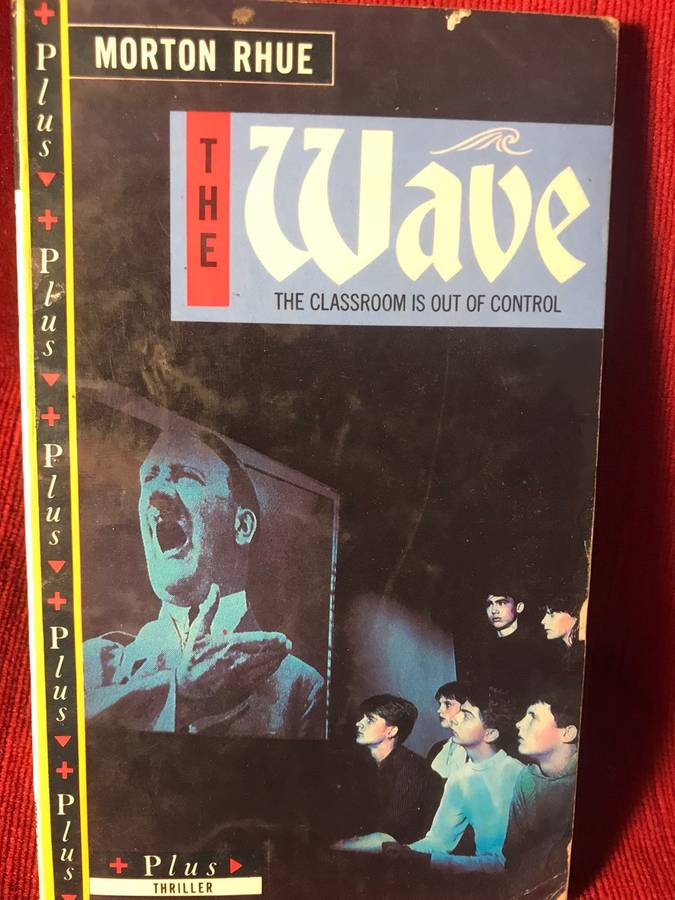 MORTON RHUE
THE
Wave
THE CLASSROOM IS OUT OF CONTROL
+ Plus
+ Plus
+ Plus
+ Plus
+ Plus
+ Plus
THRILLER